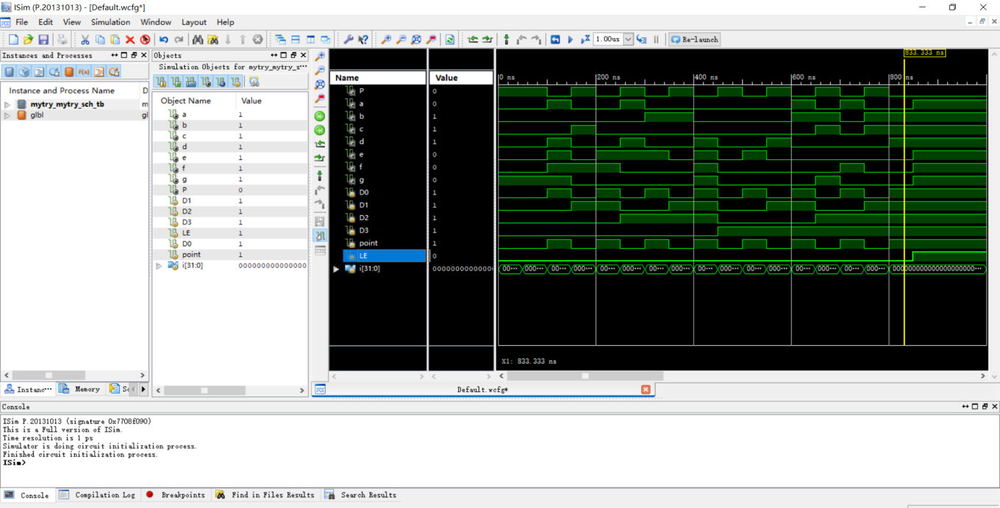 ISim (P.20131013) - [Default.wcfg*]
File Edit View Simulation Window Layout Help
1.00us Re-launch
Instances and Processes
Instance and Process Name D
mytry_mytry_sch_tb m
glbl gl
Instanc··· Memory Sc
Objects
Simulation Objects for mytry_mytry_s···
Object Name Value
a 1
b 1
c 1
d 1
e 1
f 1
g 1
P 0
D1 1
D2 1
D3 1
LE 1
D0 1
point 1
i[31:0] 0000000000000000
Name Value
P 0
a 0
b 1
c 1
d 1
e 0
f 0
g 0
D0 1
D1 1
D2 1
D3 1
point 1
LE 0
i[31:0] 00000000000000
833.333 ns
0 ns 200 ns 400 ns 600 ns 800 ns
00··· 000··· 00··· 000··· 00··· 000··· 00··· 000··· 00··· 000··· 00··· 000··· 00··· 000··· 00··· 000···
X1: 833.333 ns
Default.wcfg*
Console
ISim P.20131013 (signature 0x7708f090)
This is a Full version of ISim.
Time resolution is 1 ps
Simulator is doing circuit initialization process.
Finished circuit initialization process.
ISim>
Console Compilation Log Breakpoints Find in Files Results Search Results